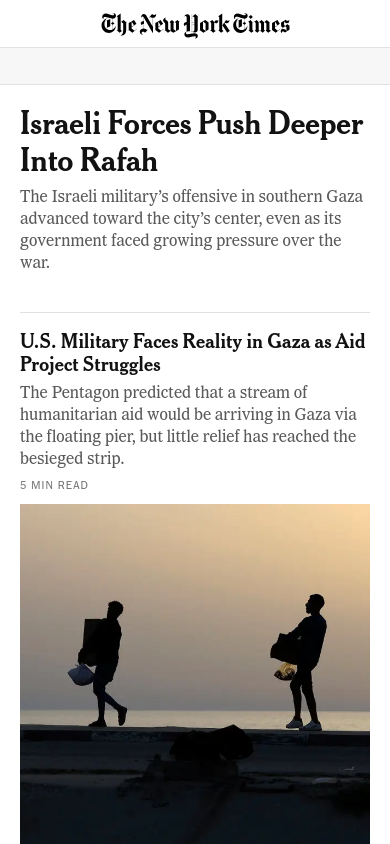 The New York Times
Israeli Forces Push Deeper
Into Rafah
The Israeli military’s offensive in southern Gaza
advanced toward the city’s center, even as its
government faced growing pressure over the
war.
U.S. Military Faces Reality in Gaza as Aid
Project Struggles
The Pentagon predicted that a stream of
humanitarian aid would be arriving in Gaza via
the floating pier, but little relief has reached the
besieged strip.
5 MIN READ